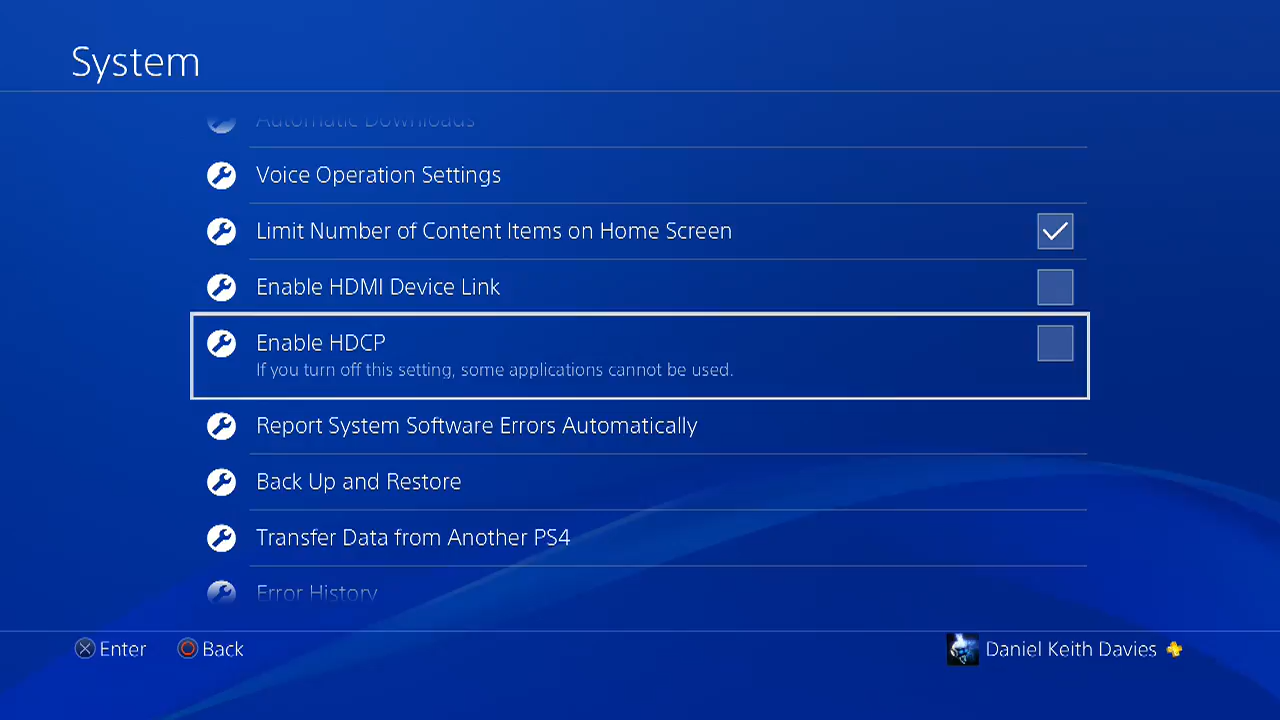 System
Automatic Downloads
Voice Operation Settings
Limit Number of Content Items on Home Screen
Enable HDMI Device Link
Enable HDCP
If you turn off this setting, some applications cannot be used.
Report System Software Errors Automatically
Back Up and Restore
Transfer Data from Another PS4
Error History
Enter Back Daniel Keith Davies